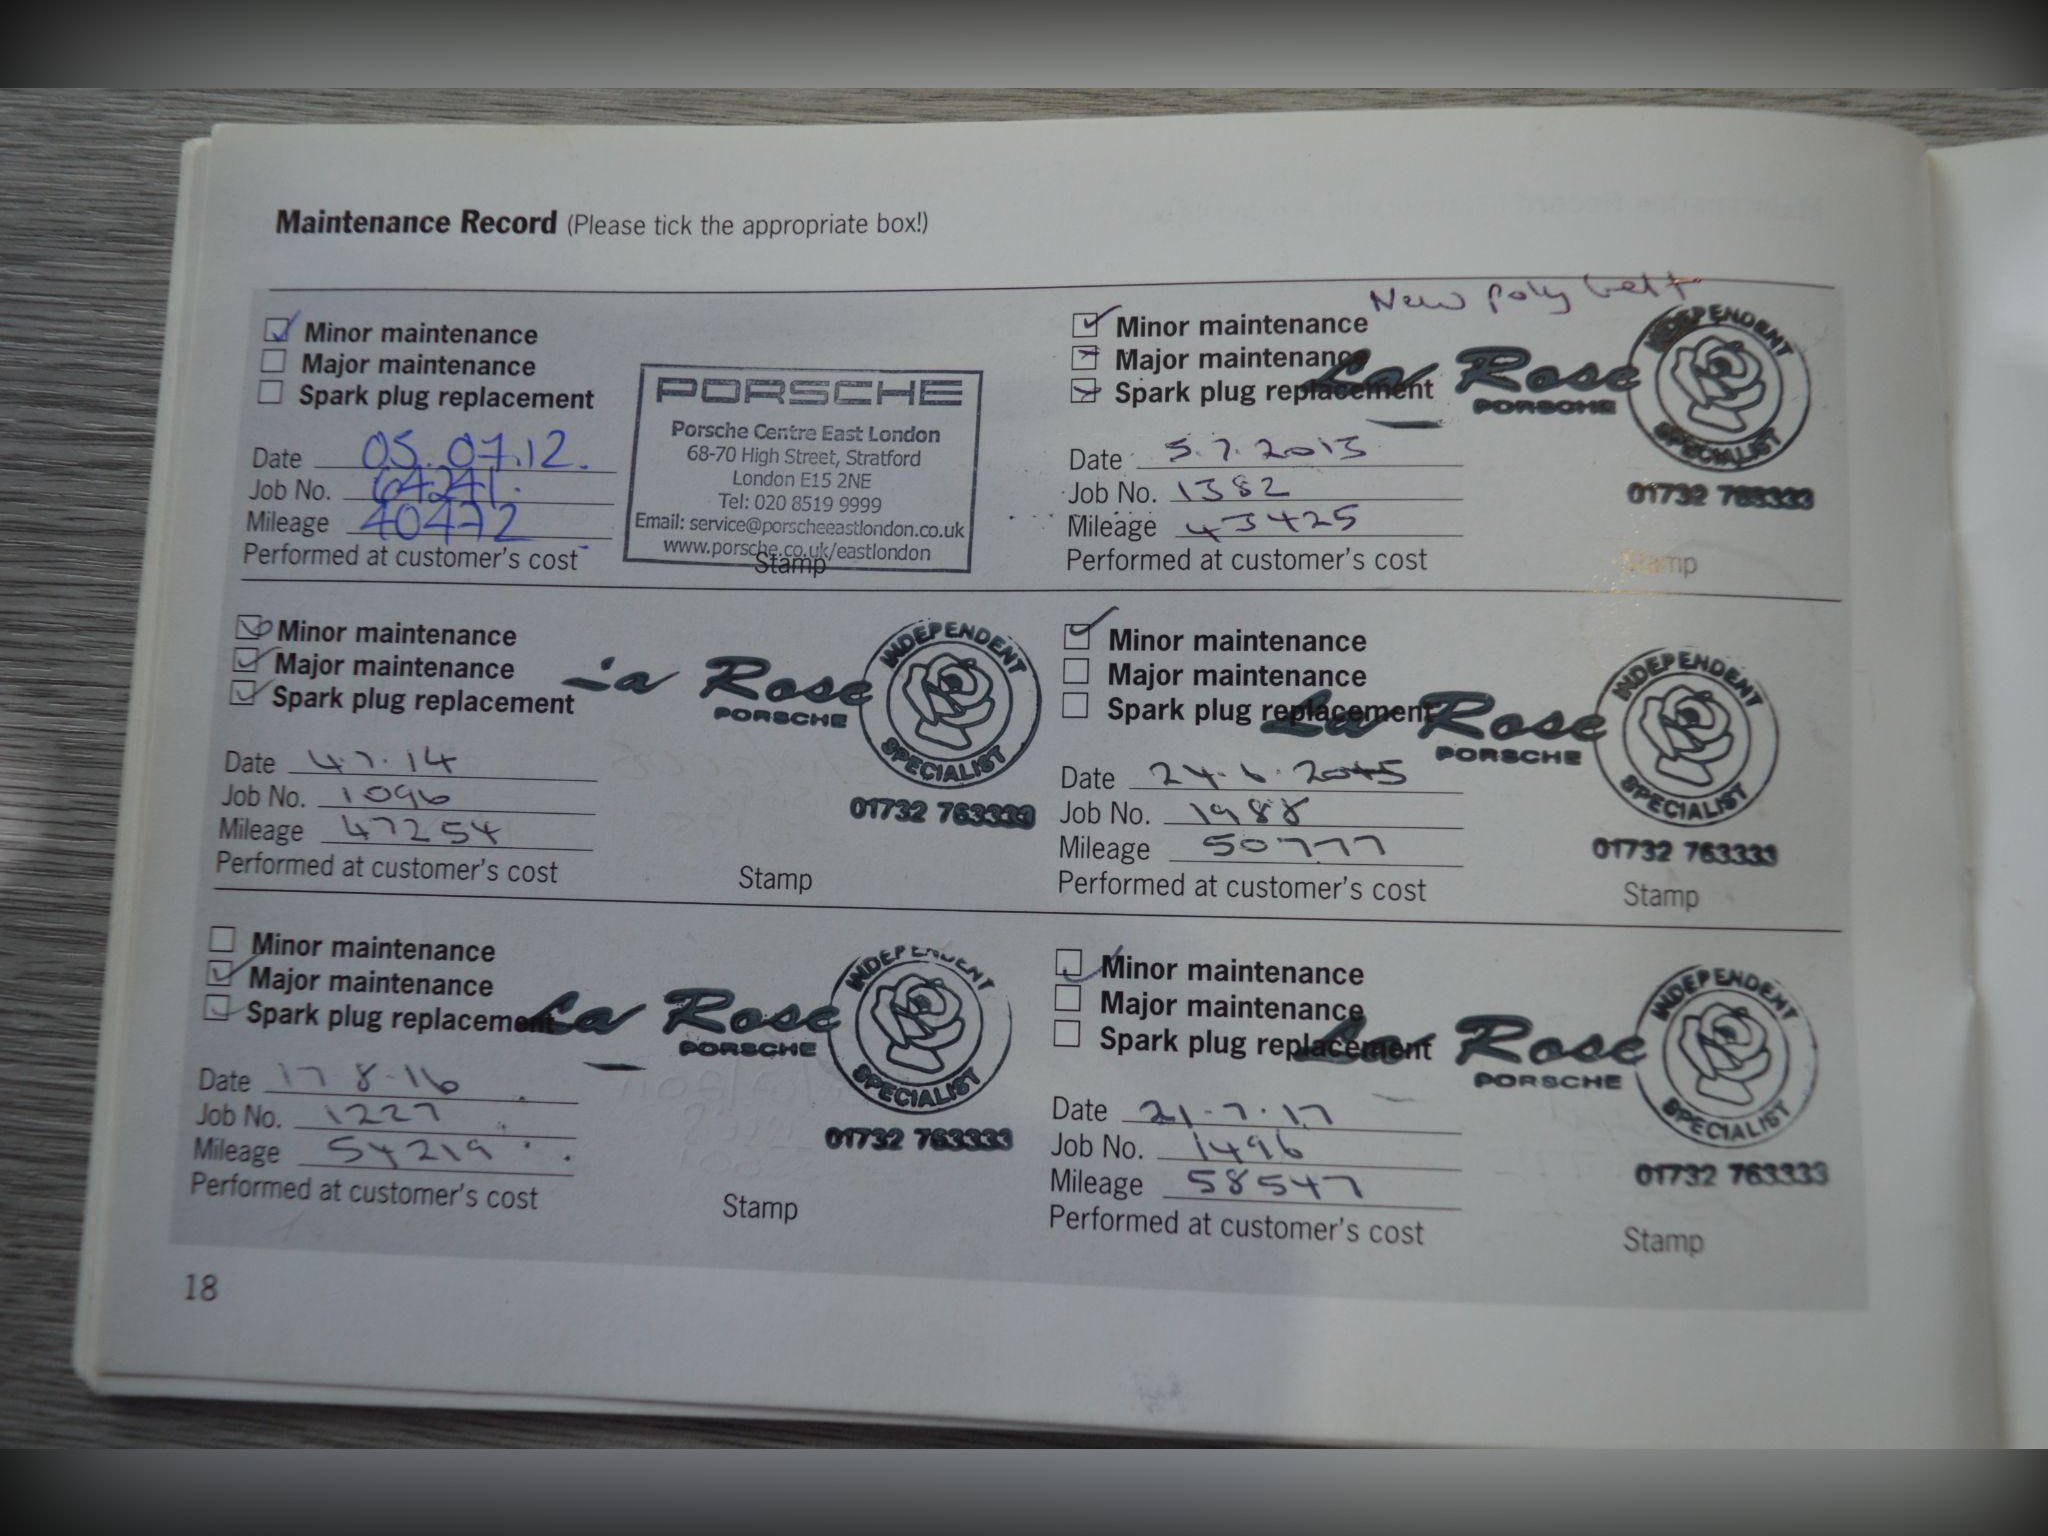 Maintenance Record (Please tick the appropriate box!)
Minor maintenance
Major maintenance
Spark plug replacement
Date 05.07.12.
Job No. 64241.
Mileage 40472
Performed at customer's cost
PORSCHE
Porsche Centre East London
68-70 High Street, Stratford
London E15 2NE
Tel: 020 8519 9999
Email: service@porscheeastlondon.co.uk
www.porsche.co.uk/eastlondon
Stamp
New poly belt
Minor maintenance
Major maintenance
Spark plug replacement
Date 5.7.2013
Job No. 1382
Mileage 43425
Performed at customer's cost
La Rose
PORSCHE
INDEPENDENT
SPECIALIST
01732 763333
Stamp
Minor maintenance
Major maintenance
Spark plug replacement
Date 4.7.14
Job No. 1096
Mileage 47254
Performed at customer's cost
La Rose
PORSCHE
INDEPENDENT
SPECIALIST
01732 763333
Stamp
Minor maintenance
Major maintenance
Spark plug replacement
Date 24.6.2015
Job No. 1988
Mileage 50777
Performed at customer's cost
La Rose
PORSCHE
INDEPENDENT
SPECIALIST
01732 763333
Stamp
Minor maintenance
Major maintenance
Spark plug replacement
Date 17-8-16
Job No. 1227
Mileage 54219
Performed at customer's cost
La Rose
PORSCHE
INDEPENDENT
SPECIALIST
01732 763333
Stamp
Minor maintenance
Major maintenance
Spark plug replacement
Date 21.7.17
Job No. 1496
Mileage 58547
Performed at customer's cost
La Rose
PORSCHE
INDEPENDENT
SPECIALIST
01732 763333
Stamp
18